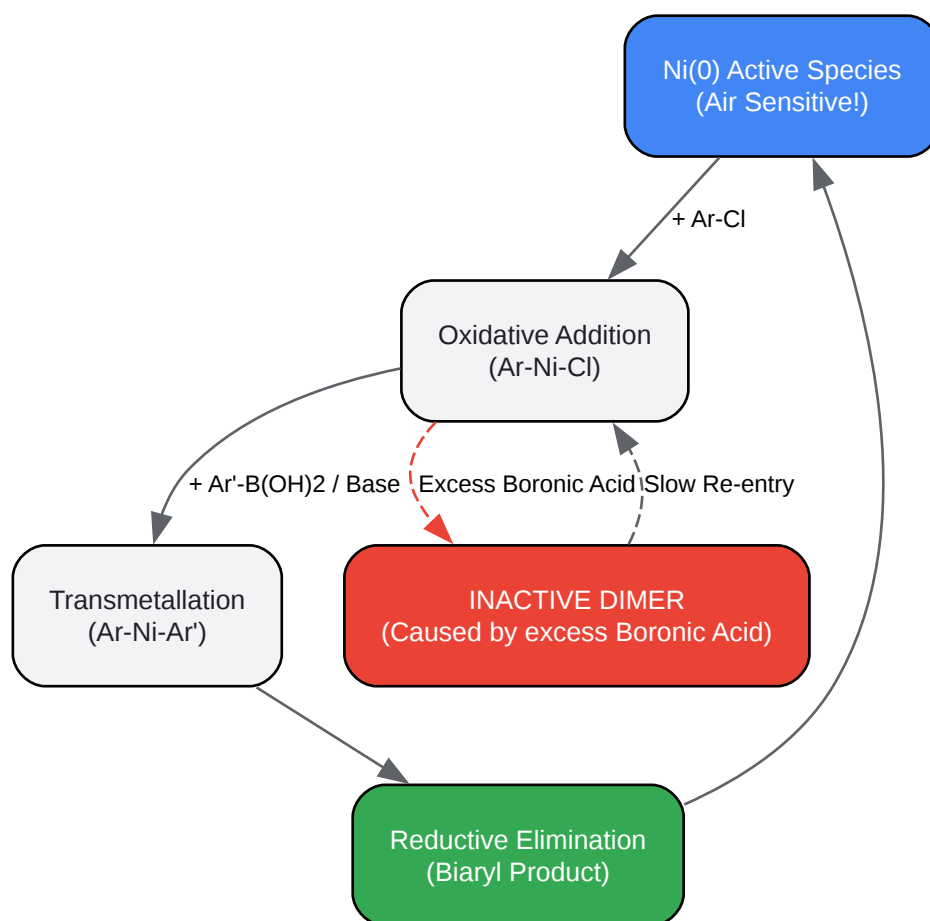 Ni(0) Active Species
(Air Sensitive!)
+ Ar-Cl
Oxidative Addition
(Ar-Ni-Cl)
+ Ar'-B(OH)2 / Base
Excess Boronic Acid
Slow Re-entry
Transmetallation
(Ar-Ni-Ar')
INACTIVE DIMER
(Caused by excess Boronic Acid)
Reductive Elimination
(Biaryl Product)